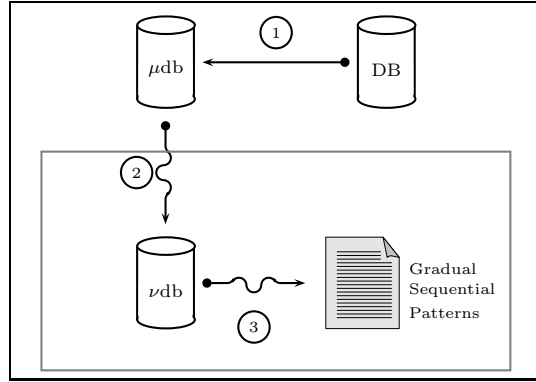 1
μdb
DB
2
νdb
Gradual
Sequential
Patterns
3